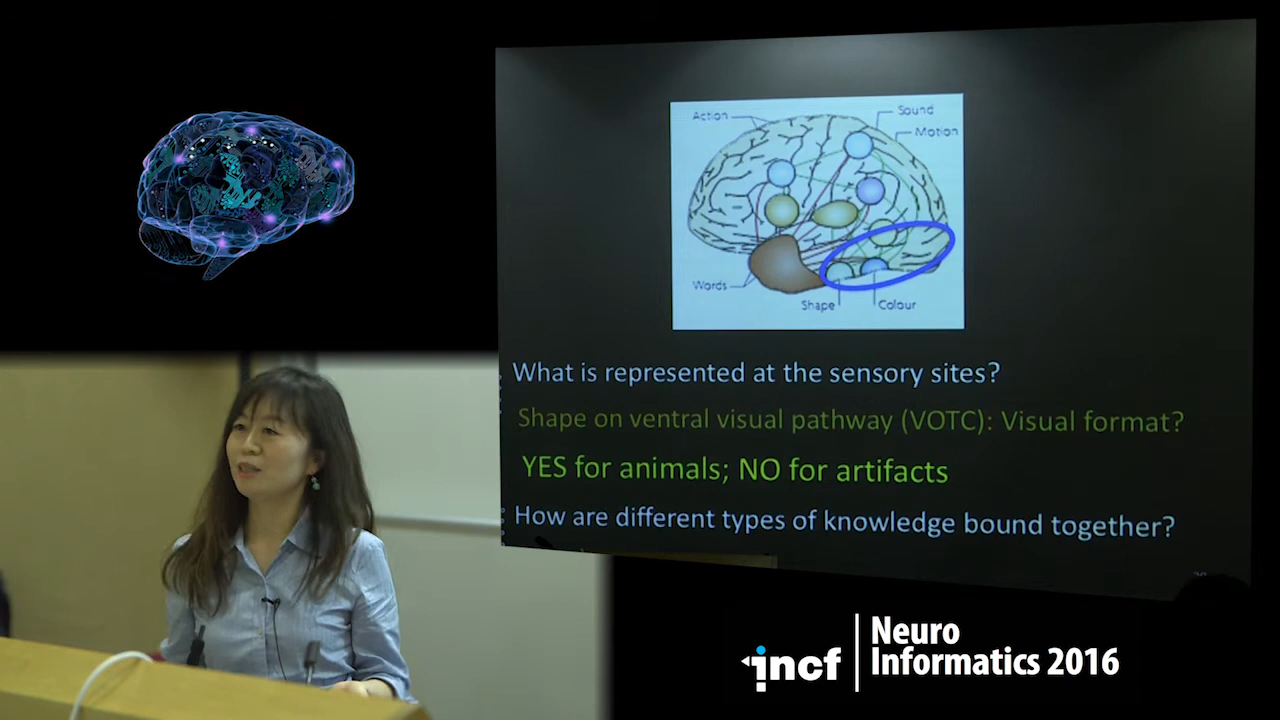 Action
Sound
Motion
Words
Shape
Colour
What is represented at the sensory sites?
Shape on ventral visual pathway (VOTC): Visual format?
YES for animals; NO for artifacts
How are different types of knowledge bound together?
incf
Neuro
Informatics 2016